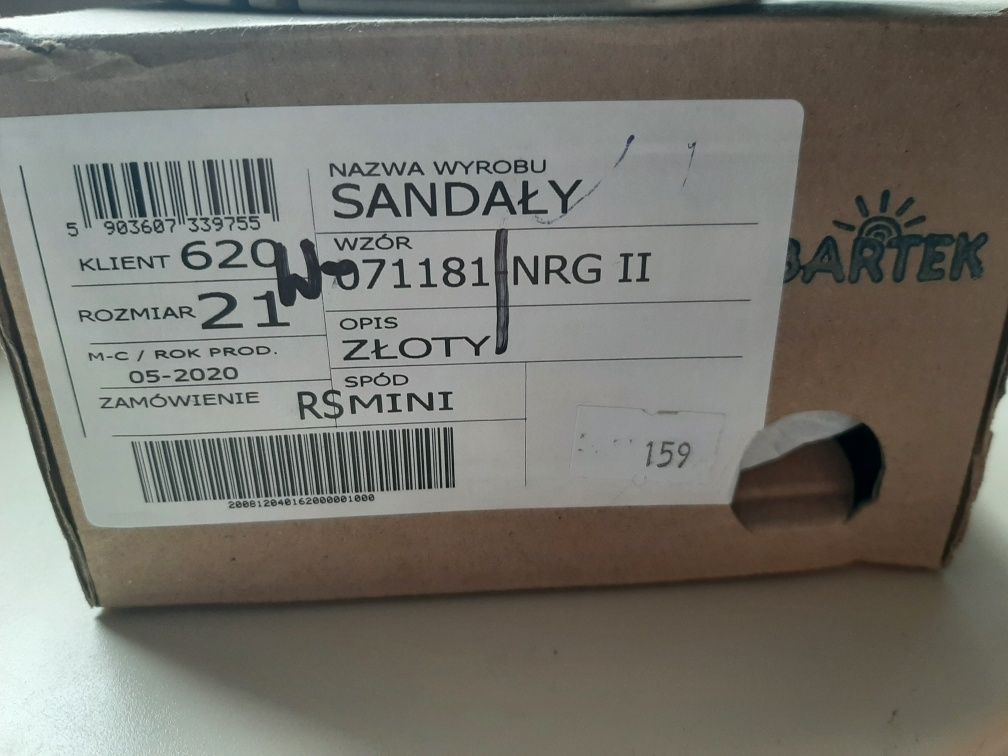 5 903607 339755
KLIENT 620
ROZMIAR 21
M-C / ROK PROD.
05-2020
ZAMÓWIENIE
NAZWA WYROBU
SANDAŁY
WZÓR
W 071181 NRG II
OPIS
ZŁOTY
SPÓD
RS MINI
200812040162000001000
159
BARTEK